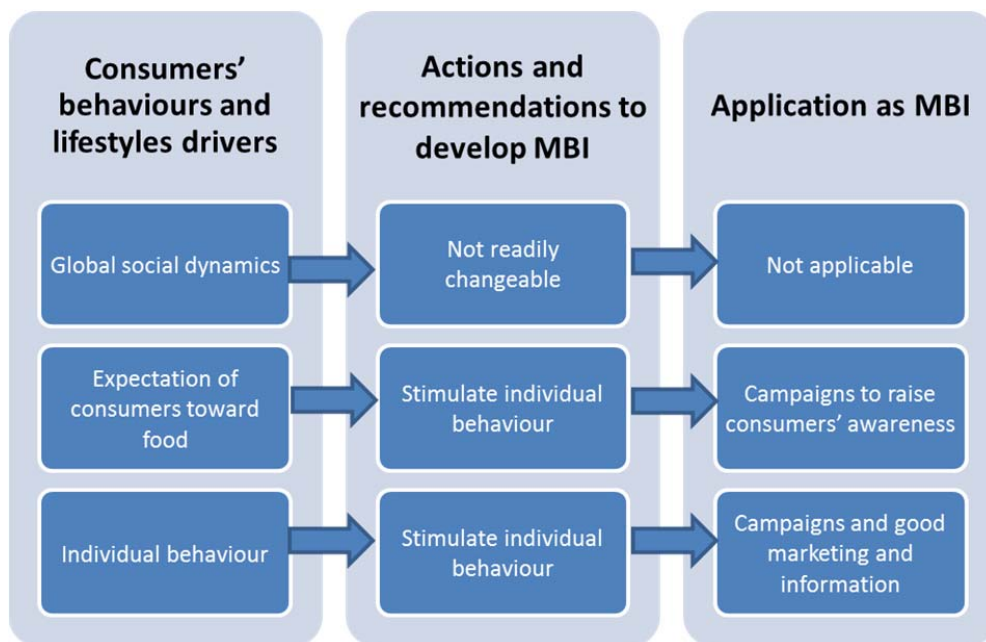 Consumers'
behaviours and
lifestyles drivers
Global social dynamics
Expectation of
consumers toward
food
Individual behaviour
Actions and
recommendations to
develop MBI
Not readily
changeable
Stimulate individual
behaviour
Stimulate individual
behaviour
Application as MBI
Not applicable
Campaigns to raise
consumers' awareness
Campaigns and good
marketing and
information